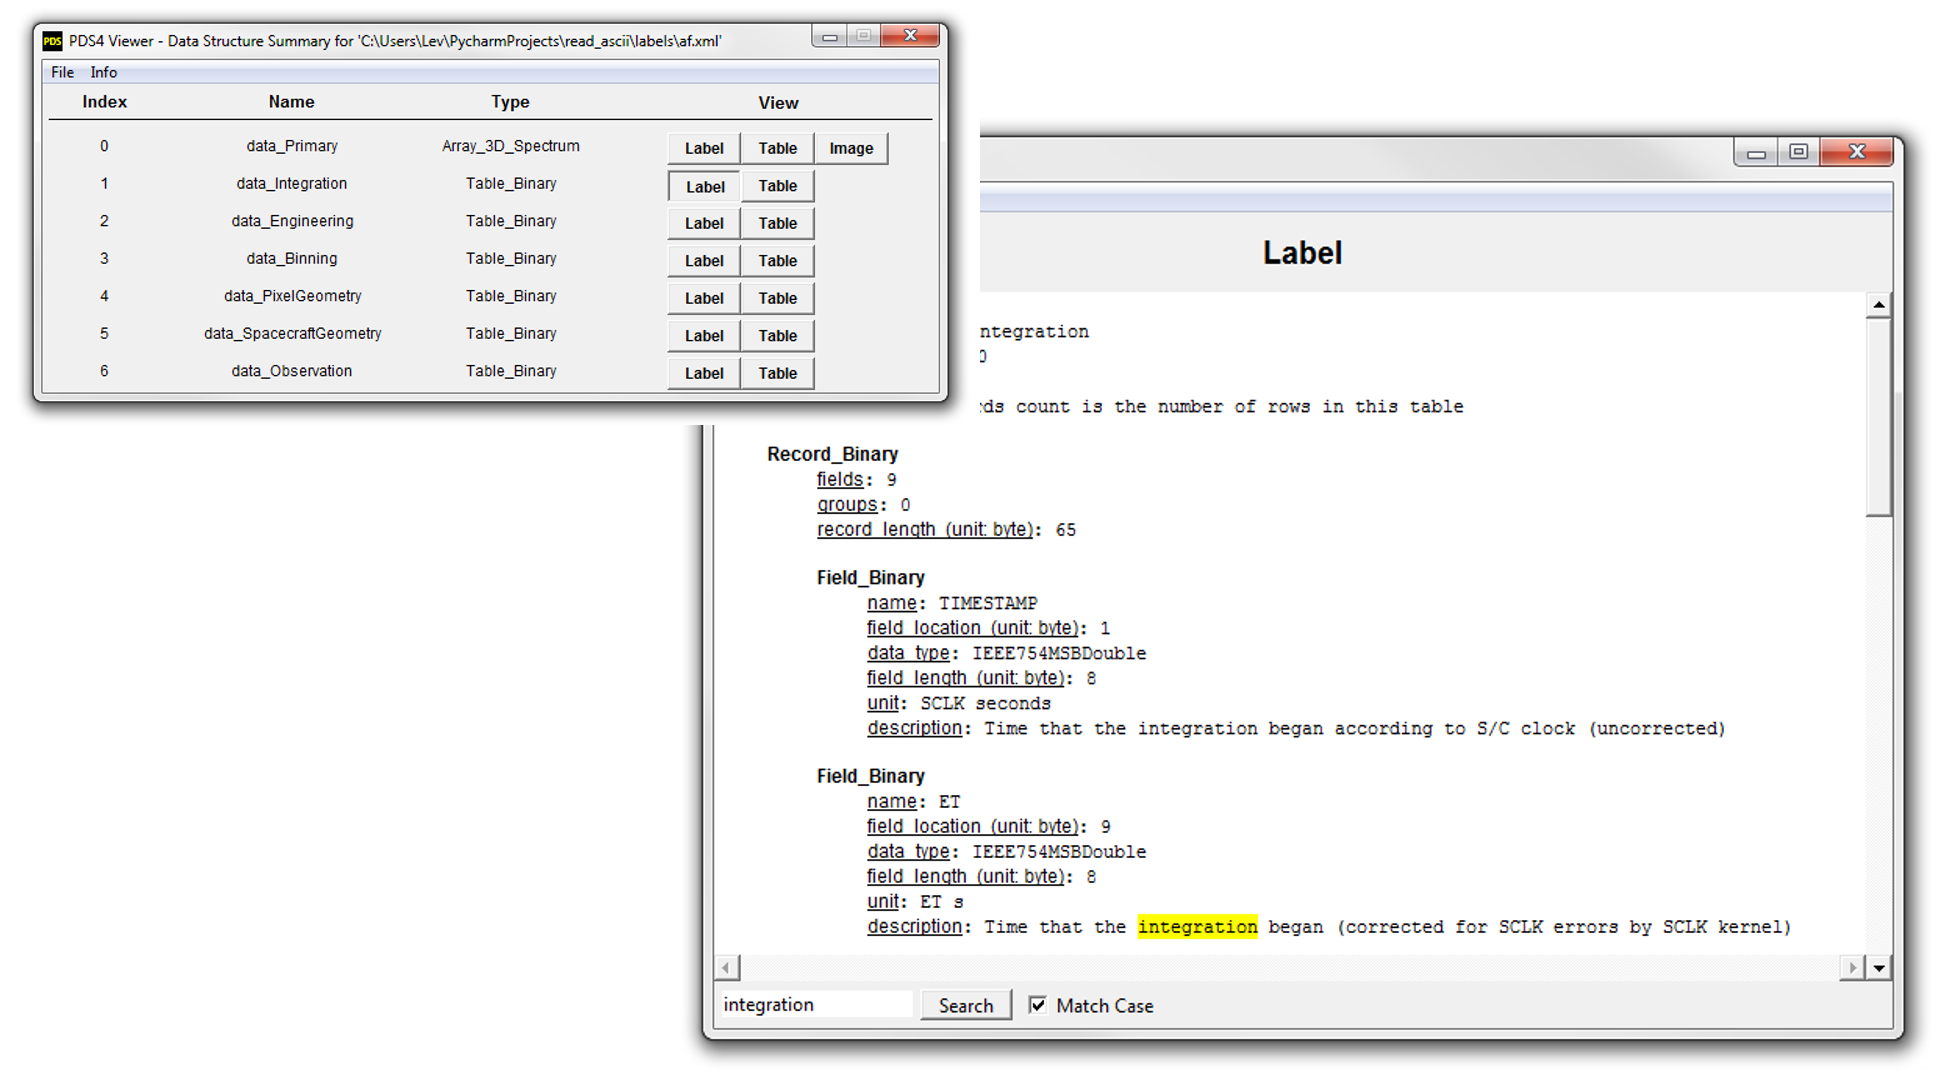 PDS PDS4 Viewer - Data Structure Summary for 'C:\Users\Lev\PycharmProjects\read_ascii\labels\af.xml'
File Info
Index Name Type View
0 data_Primary Array_3D_Spectrum Label Table Image
1 data_Integration Table_Binary Label Table
2 data_Engineering Table_Binary Label Table
3 data_Binning Table_Binary Label Table
4 data_PixelGeometry Table_Binary Label Table
5 data_SpacecraftGeometry Table_Binary Label Table
6 data_Observation Table_Binary Label Table
Label
ntegration
0
ds count is the number of rows in this table
Record_Binary
fields: 9
groups: 0
record_length (unit: byte): 65
Field_Binary
name: TIMESTAMP
field_location (unit: byte): 1
data_type: IEEE754MSBDouble
field_length (unit: byte): 8
unit: SCLK seconds
description: Time that the integration began according to S/C clock (uncorrected)
Field_Binary
name: ET
field_location (unit: byte): 9
data_type: IEEE754MSBDouble
field_length (unit: byte): 8
unit: ET s
description: Time that the integration began (corrected for SCLK errors by SCLK kernel)
integration Search Match Case